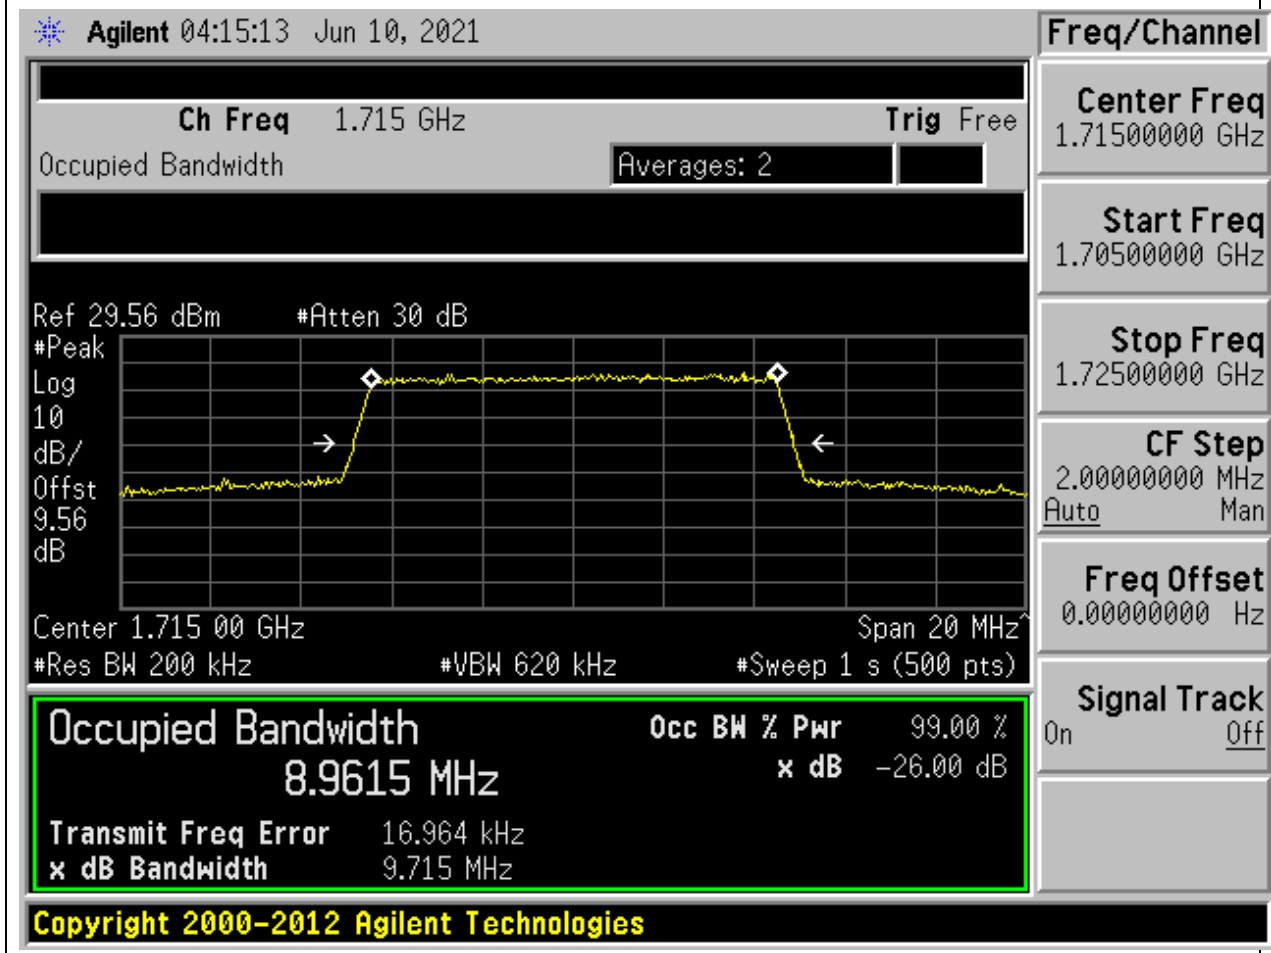 Agilent 04:15:13 Jun 10, 2021
Freq/Channel
Ch Freq 1.715 GHz Trig Free
Occupied Bandwidth Averages: 2
Center Freq
1.71500000 GHz
Start Freq
1.70500000 GHz
Stop Freq
1.72500000 GHz
CF Step
2.00000000 MHz
Auto Man
Freq Offset
0.00000000 Hz
Signal Track
On Off
Ref 29.56 dBm #Atten 30 dB
#Peak
Log
10
dB/
Offst
9.56
dB
Center 1.715 00 GHz Span 20 MHz^
#Res BW 200 kHz #VBW 620 kHz #Sweep 1 s (500 pts)
Occupied Bandwidth Occ BW % Pwr 99.00 %
8.9615 MHz x dB -26.00 dB
Transmit Freq Error 16.964 kHz
x dB Bandwidth 9.715 MHz
Copyright 2000-2012 Agilent Technologies